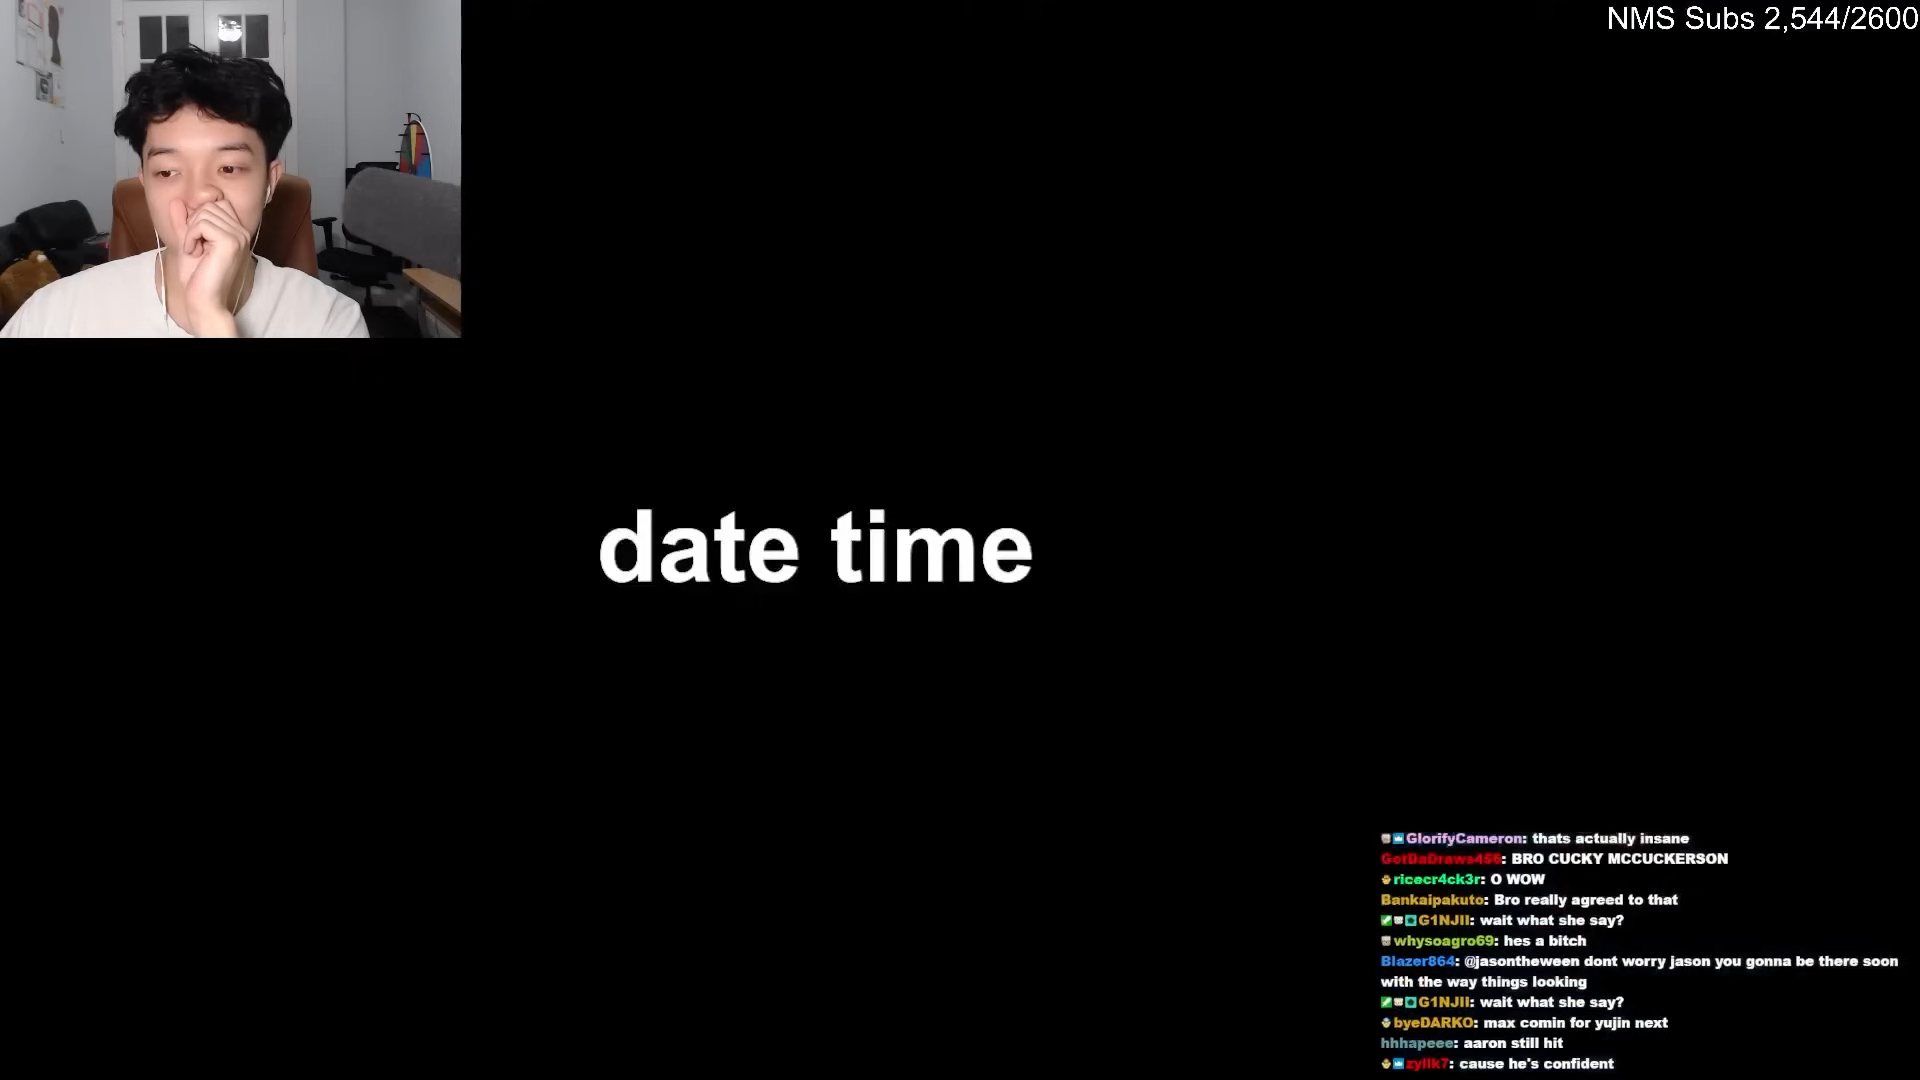 NMS Subs 2,544/2600
date time
GlorifyCameron: thats actually insane
GotDaDraws456: BRO CUCKY MCCUCKERSON
ricecr4ck3r: O WOW
Bankaipakuto: Bro really agreed to that
G1NJII: wait what she say?
whysoagro69: hes a bitch
Blazer864: @jasontheween dont worry jason you gonna be there soon
with the way things looking
G1NJII: wait what she say?
byeDARKO: max comin for yujin next
hhhapeee: aaron still hit
zyllk7: cause he's confident